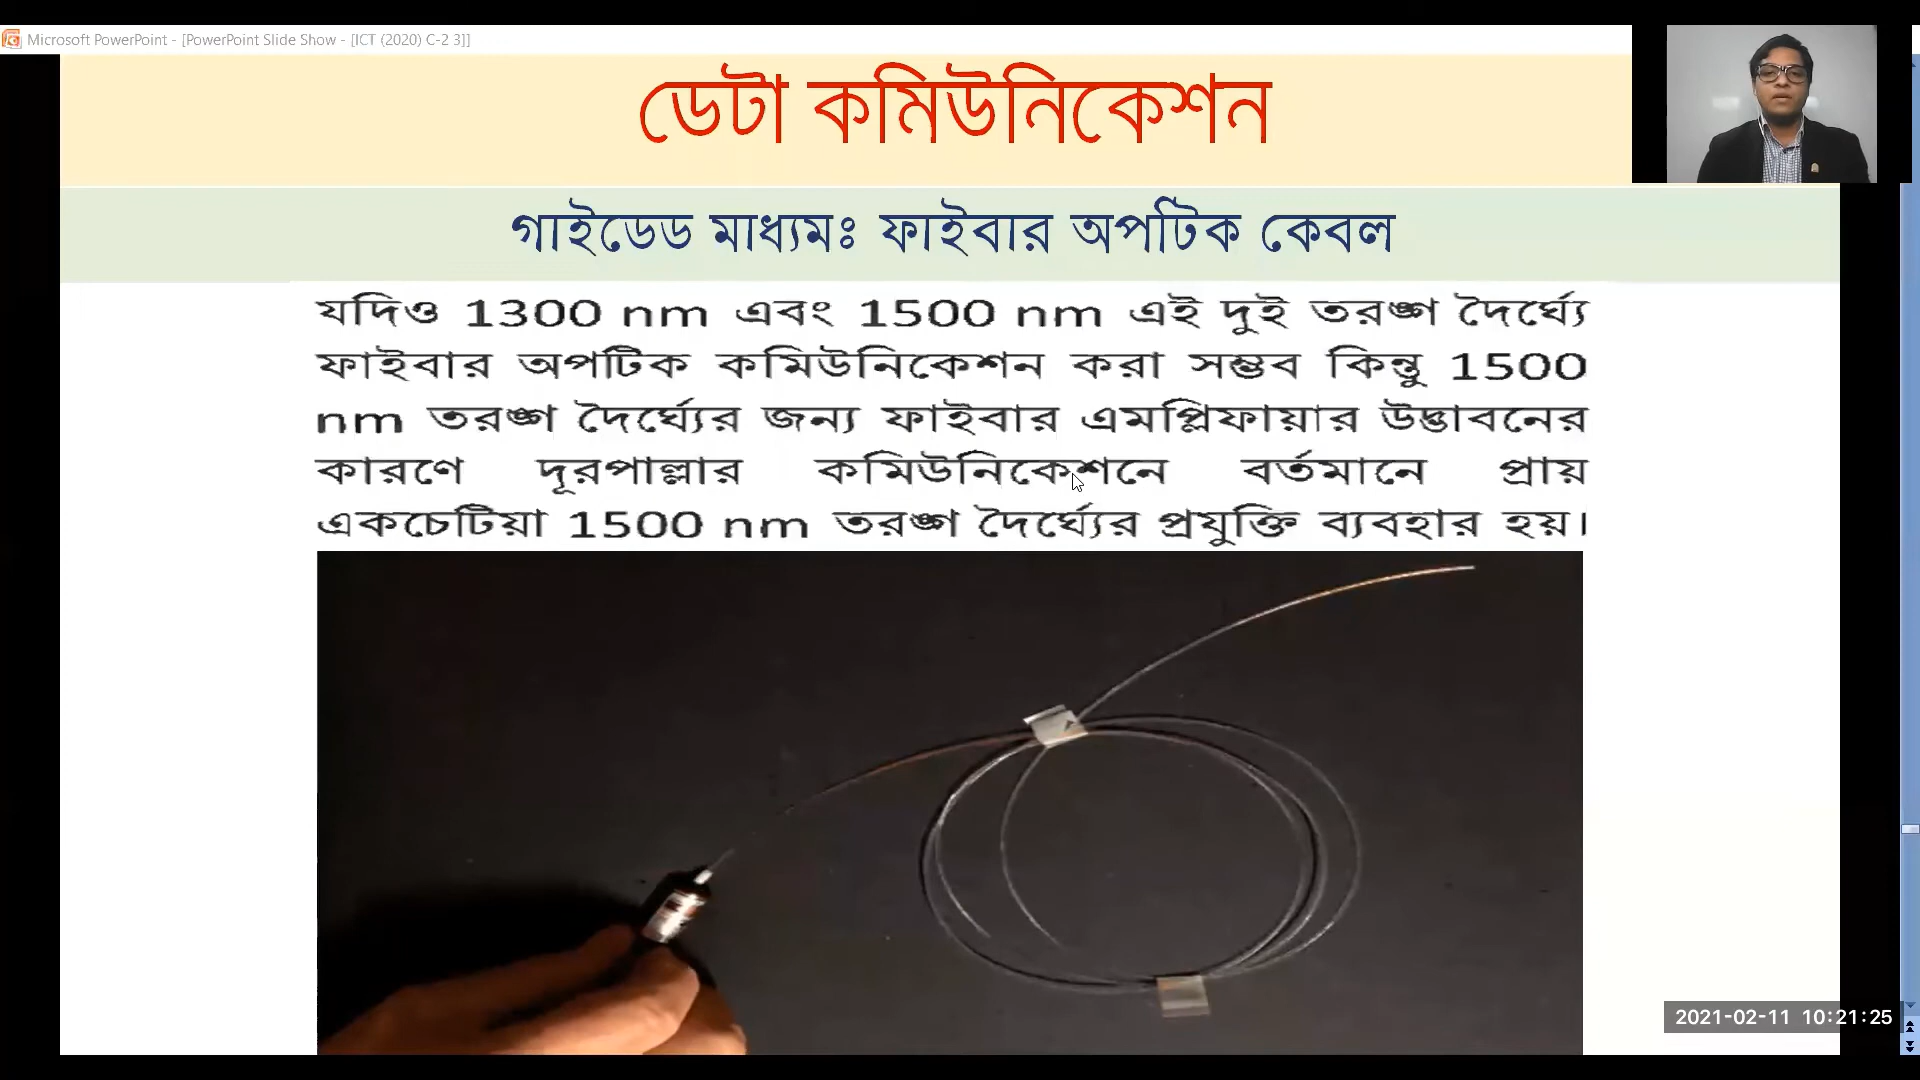 Microsoft PowerPoint - [PowerPoint Slide Show - [ICT (2020) C-2 3]]
ডেটা কমিউনিকেশন
গাইডেড মাধ্যমঃ ফাইবার অপটিক কেবল
যদিও 1300 nm এবং 1500 nm এই দুই তরঙ্গ দৈর্ঘ্যে
ফাইবার অপটিক কমিউনিকেশন করা সম্ভব কিন্তু 1500
nm তরঙ্গ দৈর্ঘ্যের জন্য ফাইবার এমপ্লিফায়ার উদ্ভাবনের
কারণে দূরপাল্লার কমিউনিকেশনে বর্তমানে প্রায়
একচেটিয়া 1500 nm তরঙ্গ দৈর্ঘ্যের প্রযুক্তি ব্যবহার হয়।
2021-02-11 10:21:25